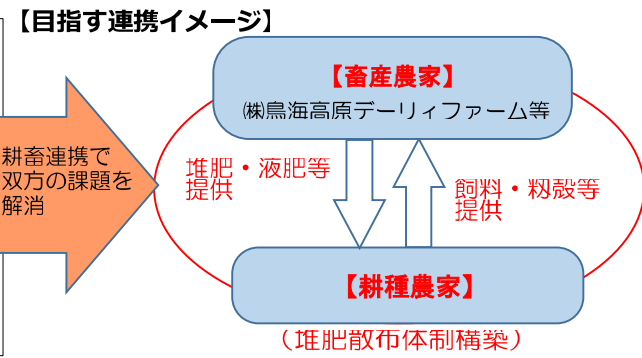 【目指す連携イメージ】
【畜産農家】
㈱鳥海高原デーリィファーム等
耕畜連携で
双方の課題を
解消
堆肥・液肥等
提供
飼料・籾殻等
提供
【耕種農家】
（堆肥散布体制構築）